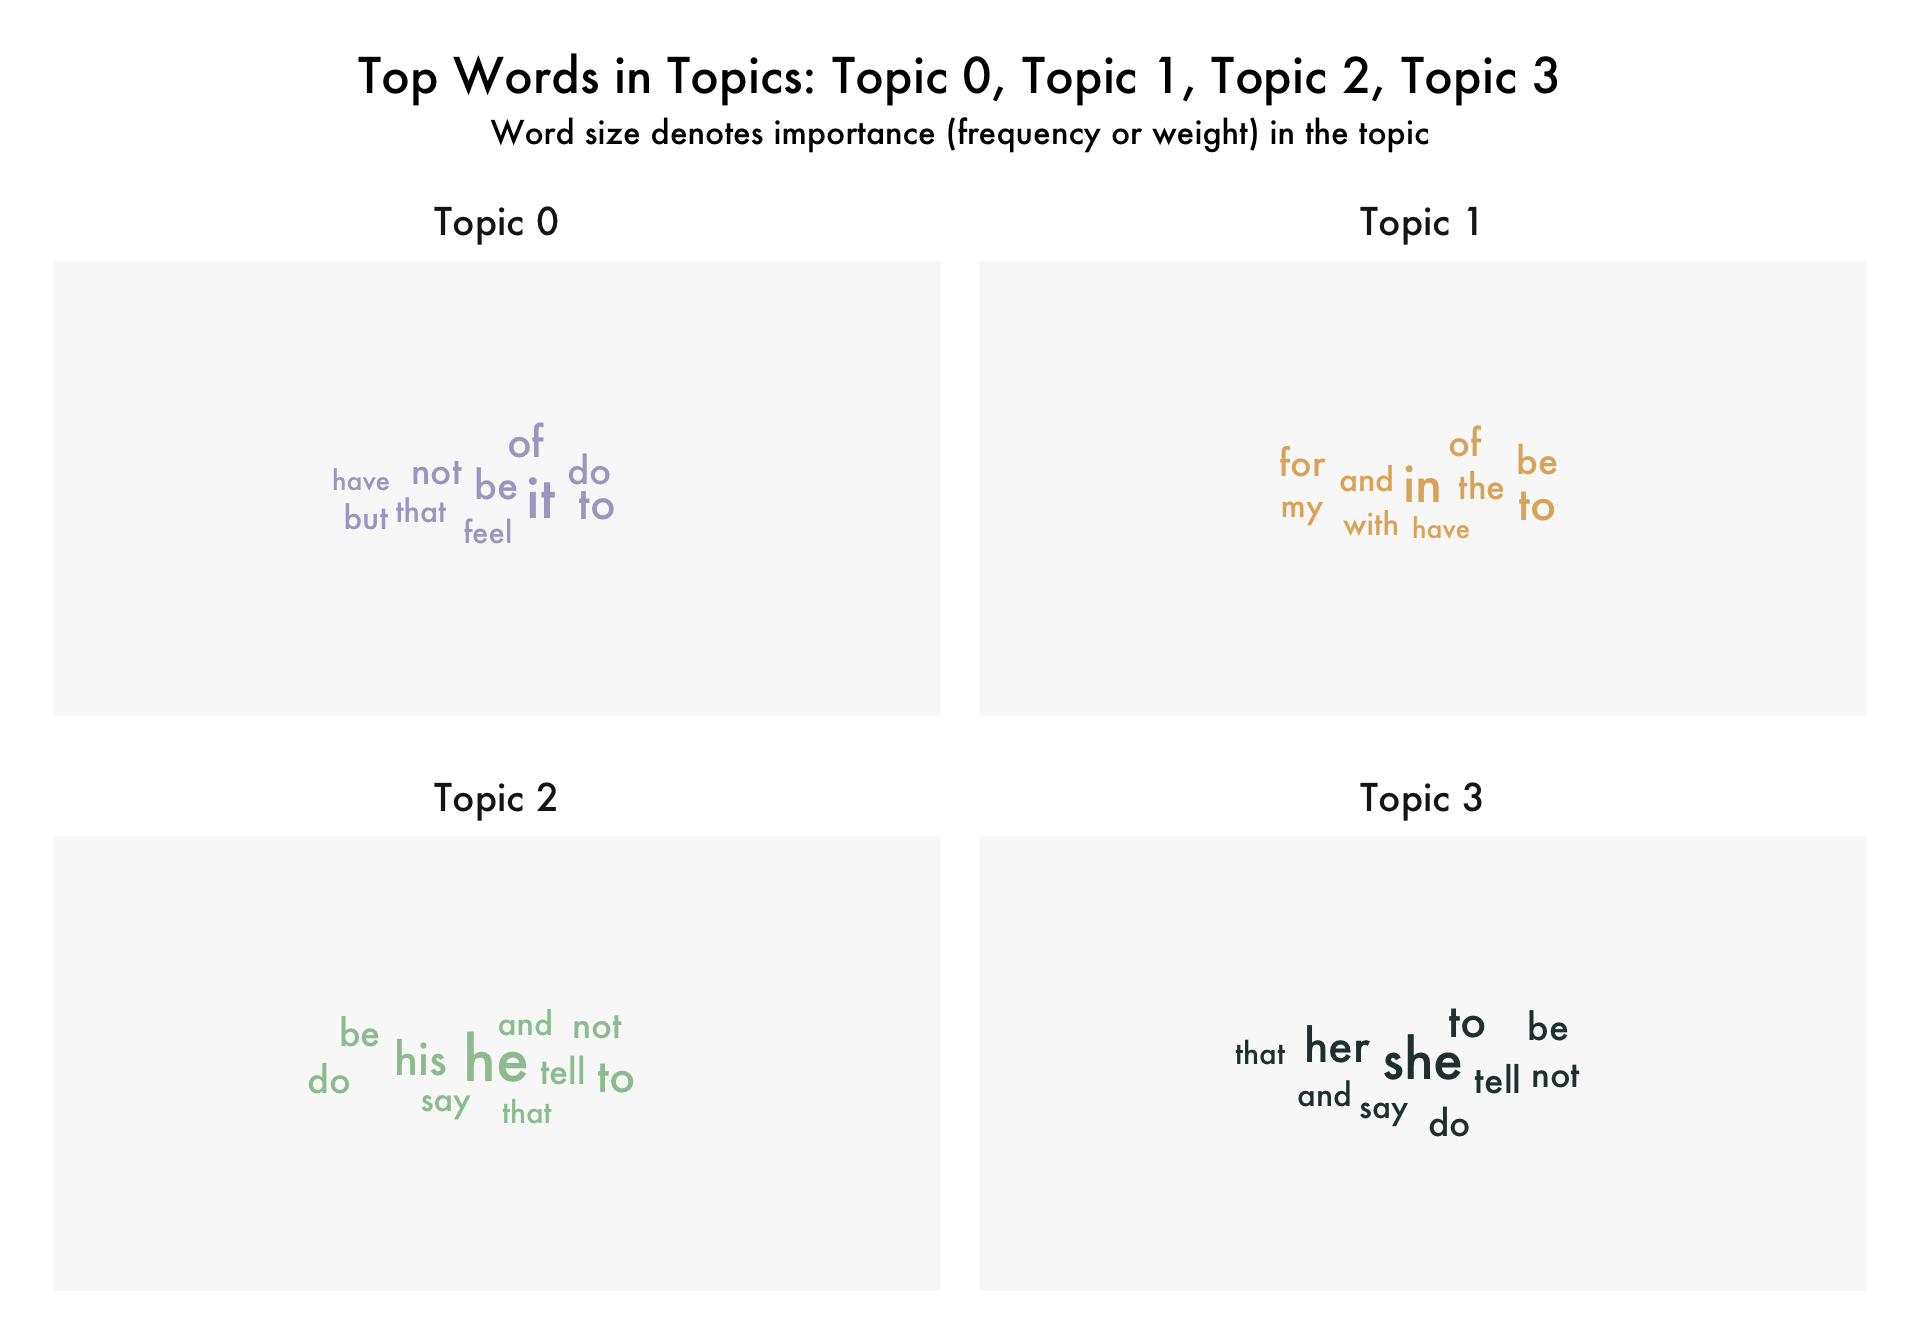 Top Words in Topics: Topic 0, Topic 1, Topic 2, Topic 3
Word size denotes importance (frequency or weight) in the topic
Topic 0
of
have not be it do
but that feel to
Topic 1
of
for and in the be
my with have to
Topic 2
and not
be his he tell to
do say that
Topic 3
to be
that her she tell not
and say do